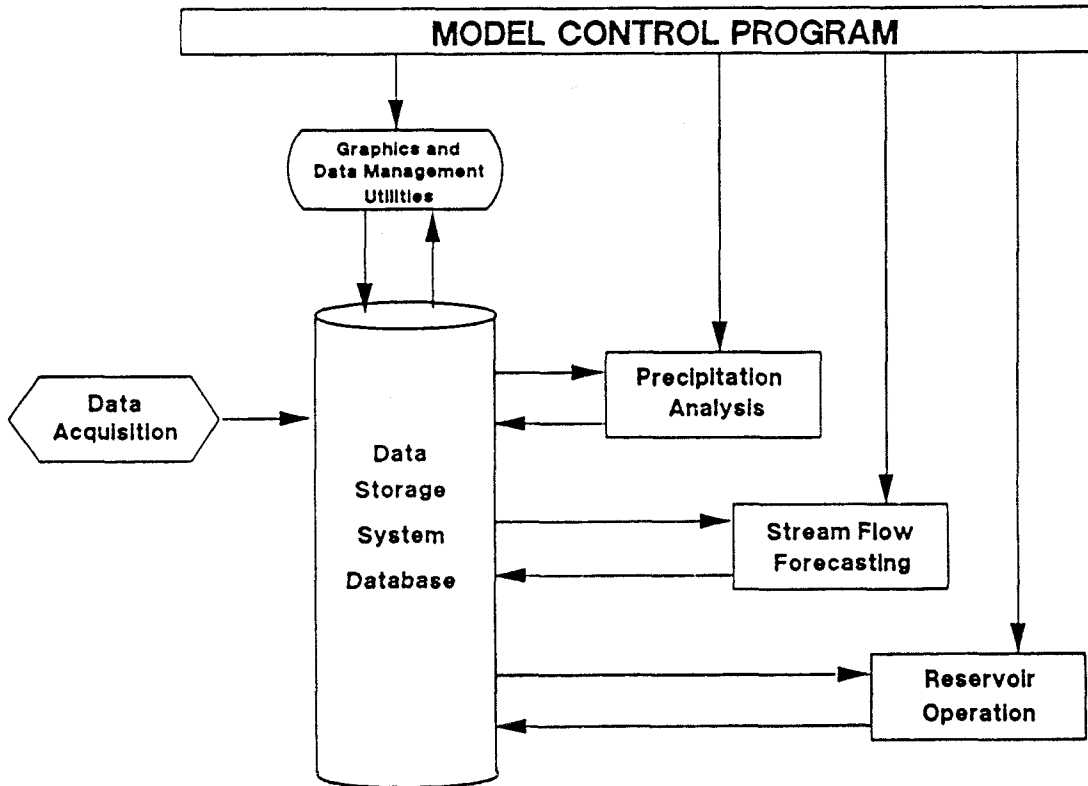 MODEL CONTROL PROGRAM
Graphics and
Data Management
Utilities
Data
Acquisition
Data
Storage
System
Database
Precipitation
Analysis
Stream Flow
Forecasting
Reservoir
Operation